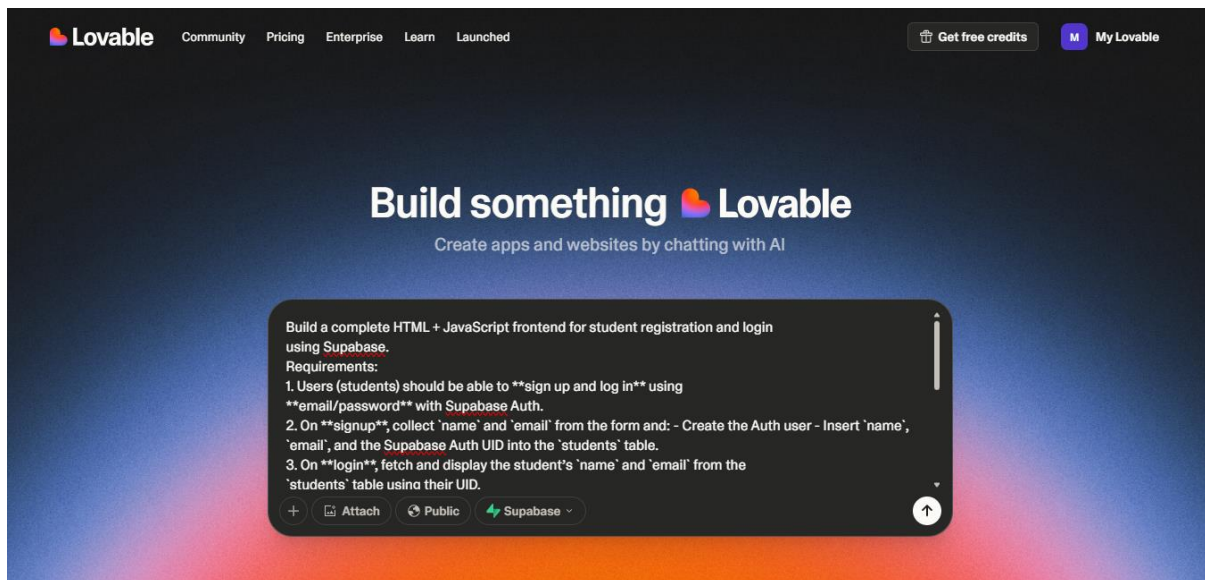 Lovable Community Pricing Enterprise Learn Launched Get free credits M My Lovable
Build something Lovable
Create apps and websites by chatting with AI
Build a complete HTML + JavaScript frontend for student registration and login
using Supabase.
Requirements:
1. Users (students) should be able to **sign up and log in** using
**email/password** with Supabase Auth.
2. On **signup**, collect `name` and `email` from the form and: - Create the Auth user - Insert `name`,
`email`, and the Supabase Auth UID into the `students` table.
3. On **login**, fetch and display the student’s `name` and `email` from the
`students` table using their UID.
Attach Public Supabase